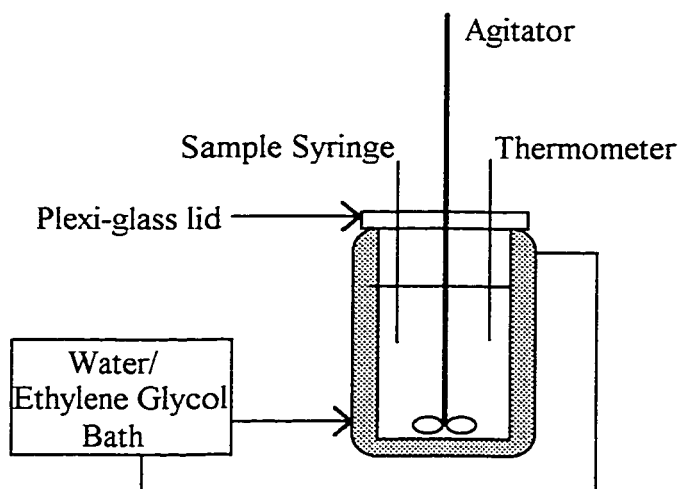 Agitator
Sample Syringe
Thermometer
Plexi-glass lid
Water/
Ethylene Glycol
Bath